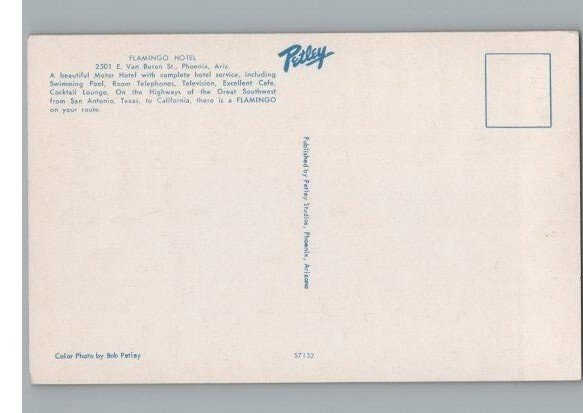 FLAMINGO HOTEL
2501 E. Van Buren St., Phoenix, Ariz.
A beautiful Motor Hotel with complete hotel service, including
Swimming Pool, Room Telephones, Television, Excellent Cafe,
Cocktail Lounge. On the Highways of the Great Southwest
from San Antonio, Texas, to California, there is a FLAMINGO
on your route.
Petley
Published by Petley Studios, Phoenix, Arizona
Color Photo by Bob Petley
S7132